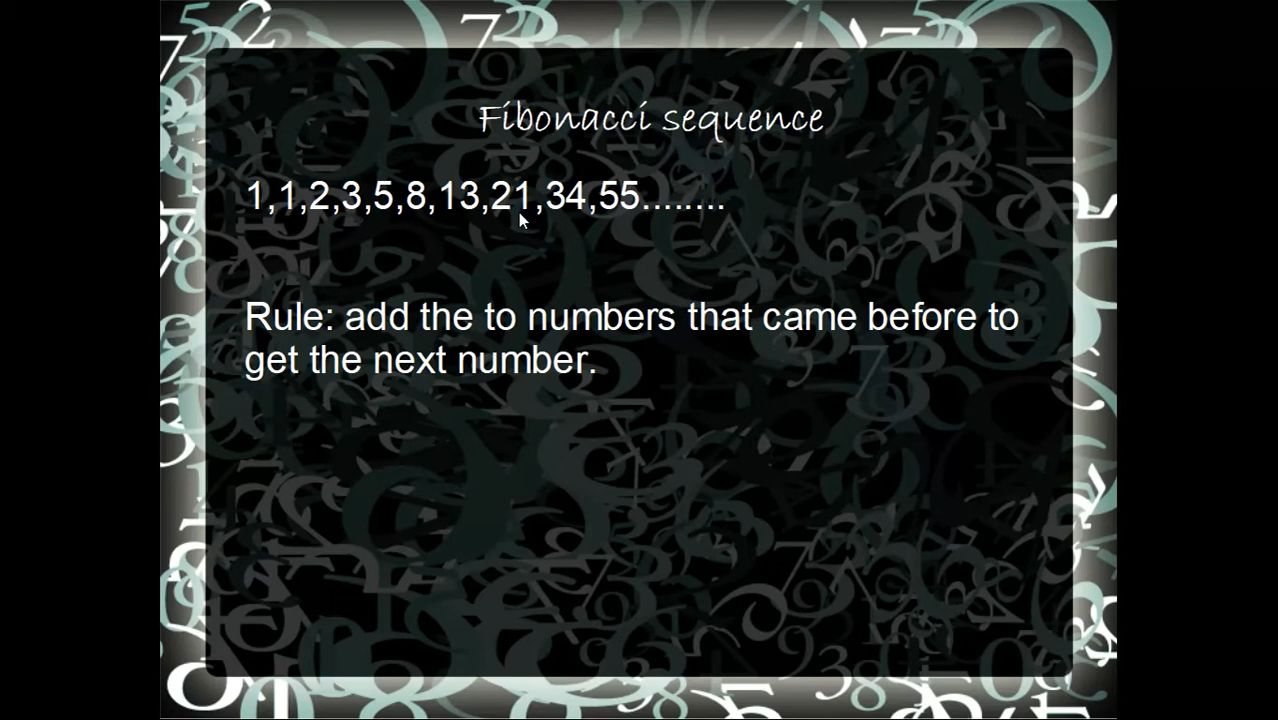 Fibonacci sequence
1,1,2,3,5,8,13,21,34,55........
Rule: add the to numbers that came before to
get the next number.